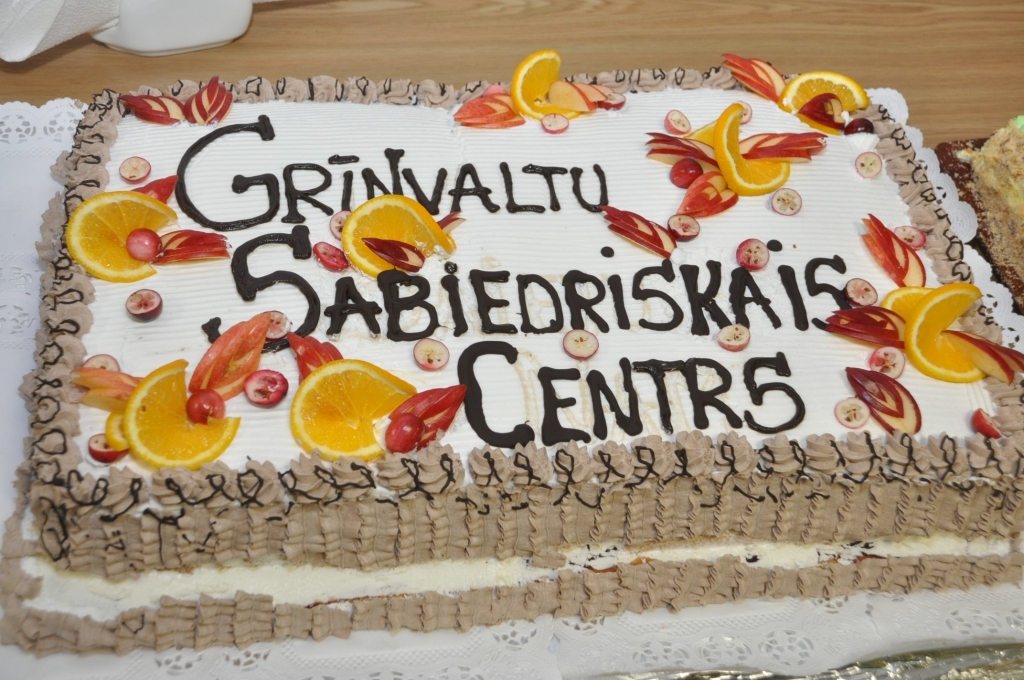 GRĪNVALTU
SABIEDRISKAIS
CENTRS